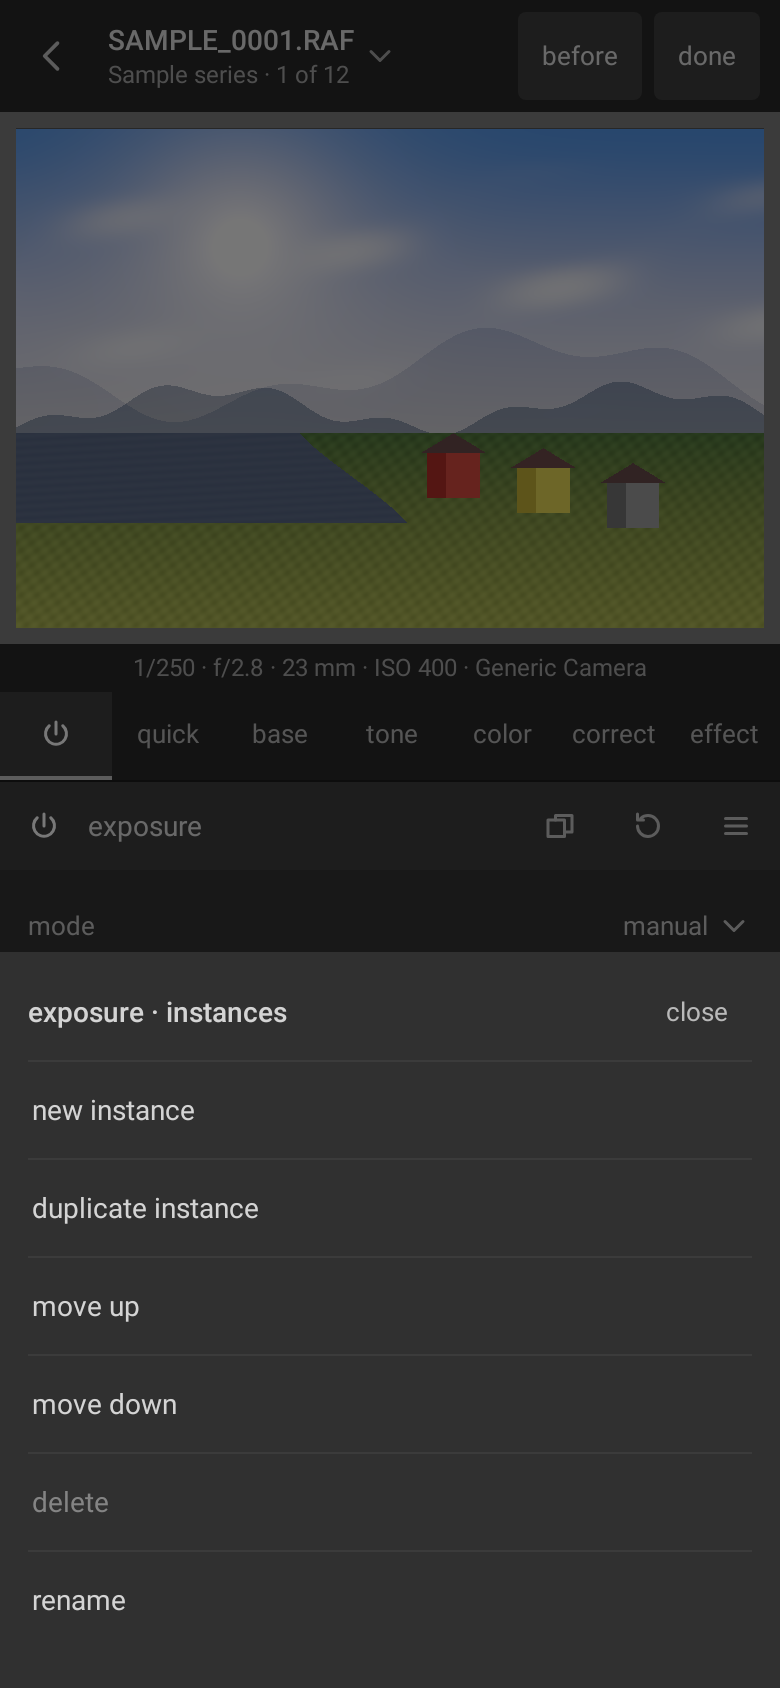 SAMPLE_0001.RAF
Sample series · 1 of 12
before
done
1/250 · f/2.8 · 23 mm · ISO 400 · Generic Camera
quick base tone color correct effect
exposure
mode manual
exposure · instances close
new instance
duplicate instance
move up
move down
delete
rename